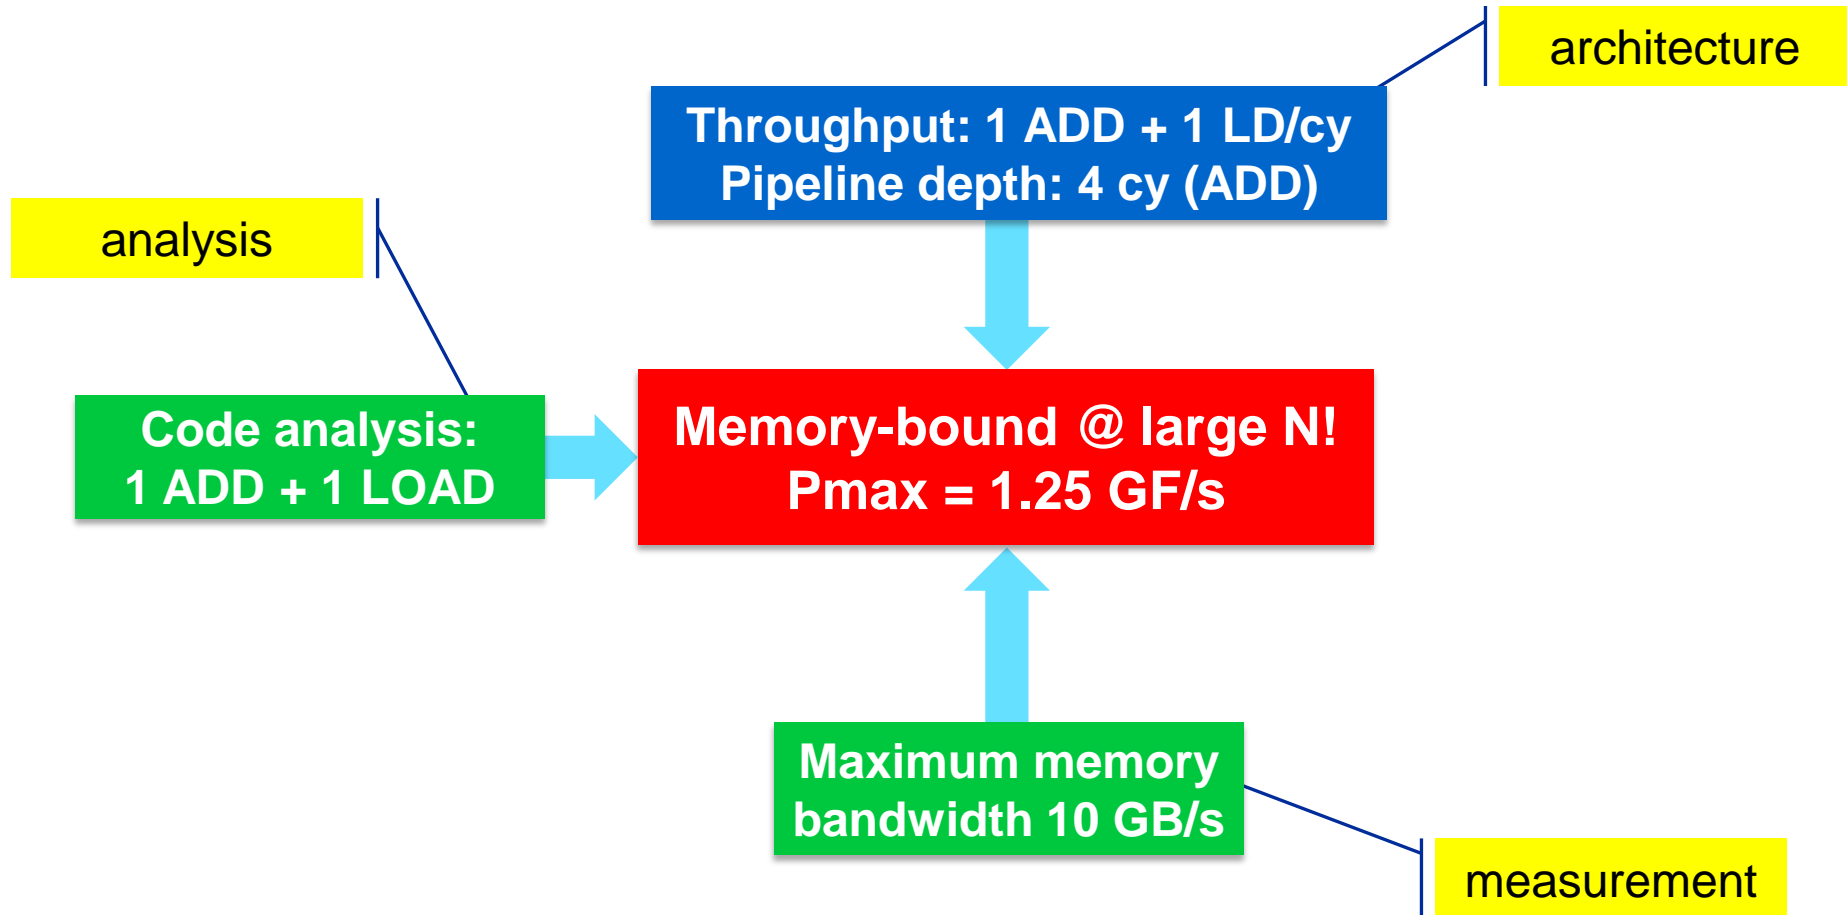 architecture
Throughput: 1 ADD + 1 LD/cy
Pipeline depth: 4 cy (ADD)
analysis
Code analysis:
1 ADD + 1 LOAD
Memory-bound @ large N!
Pmax = 1.25 GF/s
Maximum memory
bandwidth 10 GB/s
measurement